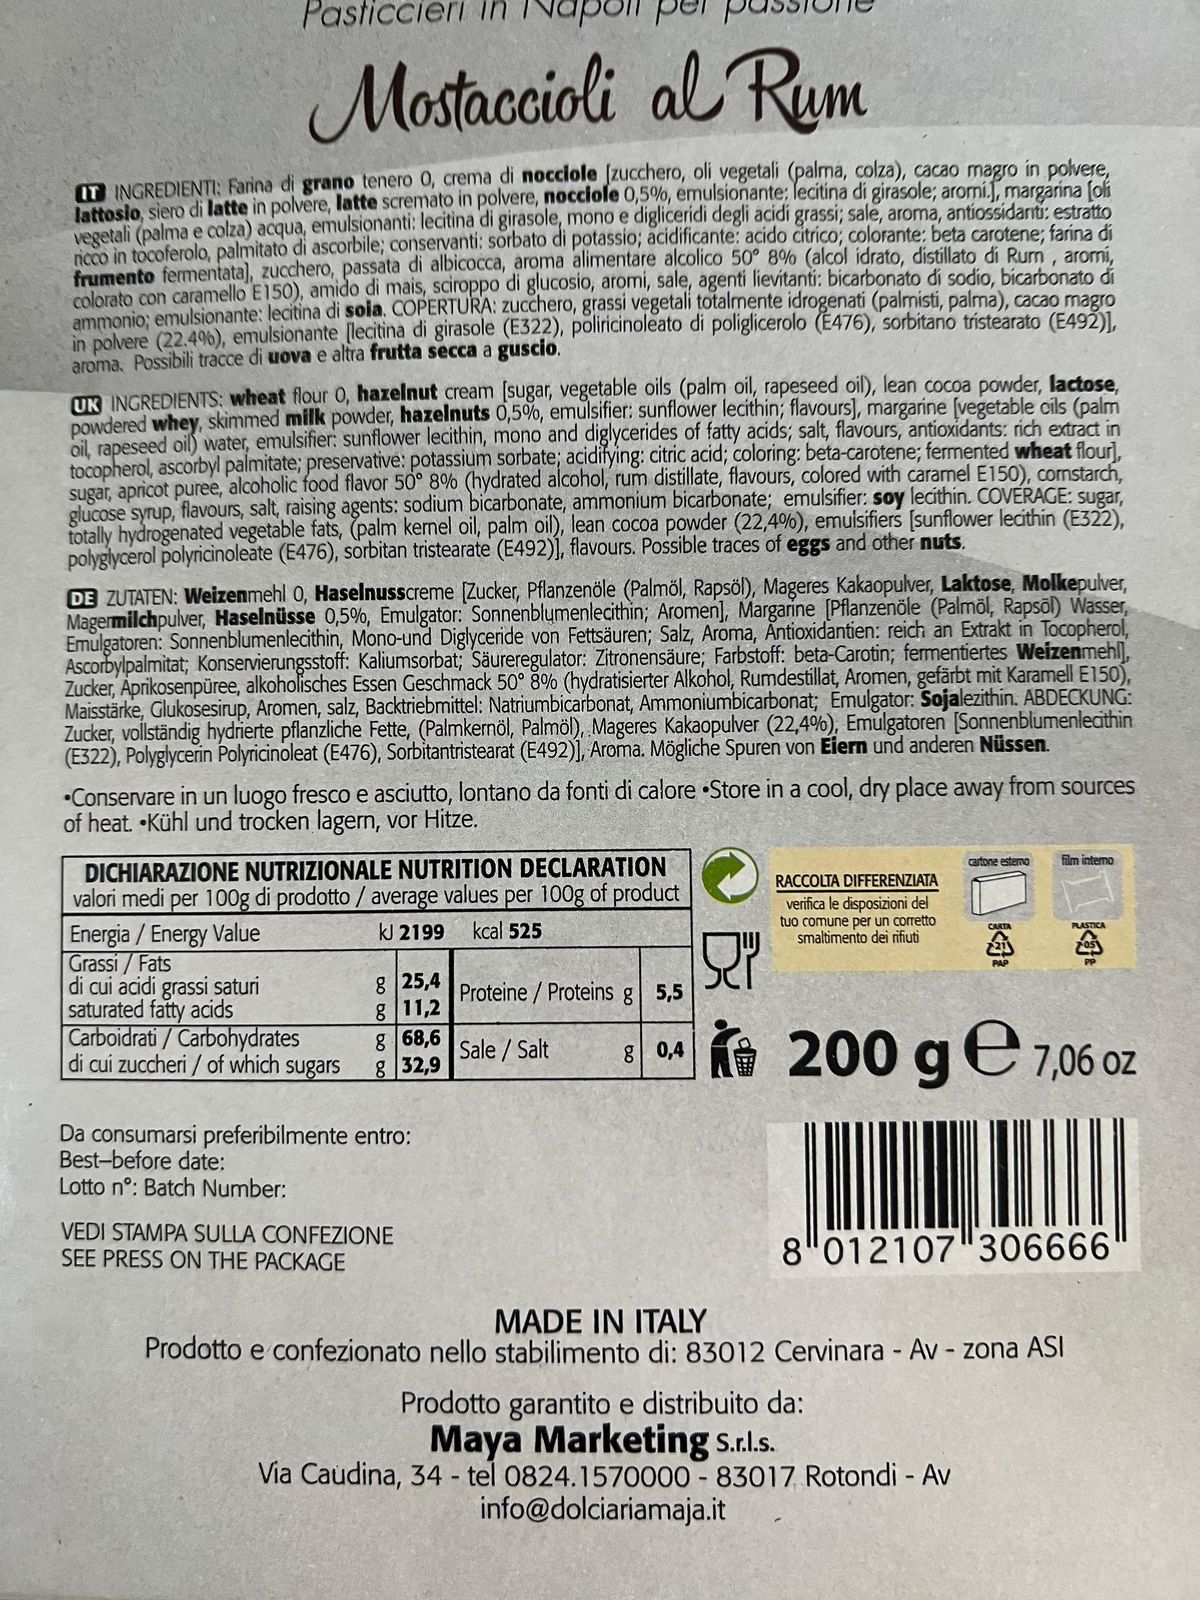 Pasticcieri in Napoli per passione
Mostaccioli al Rum
IT INGREDIENTI: Farina di grano tenero 0, crema di nocciole [zucchero, oli vegetali (palma, colza), cacao magro in polvere,
lattosio, siero di latte in polvere, latte scremato in polvere, nocciole 0,5%, emulsionante: lecitina di girasole; aromi.], margarina [oli
vegetali (palma e colza) acqua, emulsionanti: lecitina di girasole, mono e digliceridi degli acidi grassi; sale, aroma, antiossidanti: estratto
ricco in tocoferolo, palmitato di ascorbile; conservanti: sorbato di potassio; acidificante: acido citrico; colorante: beta carotene; farina di
frumento fermentata], zucchero, passata di albicocca, aroma alimentare alcolico 50° 8% (alcol idrato, distillato di Rum , aromi,
colorato con caramello E150), amido di mais, sciroppo di glucosio, aromi, sale, agenti lievitanti: bicarbonato di sodio, bicarbonato di
ammonio; emulsionante: lecitina di soia. COPERTURA: zucchero, grassi vegetali totalmente idrogenati (palmisti, palma), cacao magro
in polvere (22.4%), emulsionante [lecitina di girasole (E322), poliricinoleato di poliglicerolo (E476), sorbitano tristearato (E492)],
aroma. Possibili tracce di uova e altra frutta secca a guscio.
UK INGREDIENTS: wheat flour 0, hazelnut cream [sugar, vegetable oils (palm oil, rapeseed oil), lean cocoa powder, lactose,
powdered whey, skimmed milk powder, hazelnuts 0,5%, emulsifier: sunflower lecithin; flavours], margarine [vegetable oils (palm
oil, rapeseed oil) water, emulsifier: sunflower lecithin, mono and diglycerides of fatty acids; salt, flavours, antioxidants: rich extract in
tocopherol, ascorbyl palmitate; preservative: potassium sorbate; acidifying: citric acid; coloring: beta-carotene; fermented wheat flour],
sugar, apricot puree, alcoholic food flavor 50° 8% (hydrated alcohol, rum distillate, flavours, colored with caramel E150), cornstarch,
glucose syrup, flavours, salt, raising agents: sodium bicarbonate, ammonium bicarbonate; emulsifier: soy lecithin. COVERAGE: sugar,
totally hydrogenated vegetable fats, (palm kernel oil, palm oil), lean cocoa powder (22,4%), emulsifiers [sunflower lecithin (E322),
polyglycerol polyricinoleate (E476), sorbitan tristearate (E492)], flavours. Possible traces of eggs and other nuts.
DE ZUTATEN: Weizenmehl 0, Haselnusscreme [Zucker, Pflanzenöle (Palmöl, Rapsöl), Mageres Kakaopulver, Laktose, Molkepulver,
Magermilchpulver, Haselnüsse 0,5%, Emulgator: Sonnenblumenlecithin; Aromen], Margarine [Pflanzenöle (Palmöl, Rapsöl) Wasser,
Emulgatoren: Sonnenblumenlecithin, Mono-und Diglyceride von Fettsäuren; Salz, Aroma, Antioxidantien: reich an Extrakt in Tocopherol,
Ascorbylpalmitat; Konservierungsstoff: Kaliumsorbat; Säureregulator: Zitronensäure; Farbstoff: beta-Carotin; fermentiertes Weizenmehl],
Zucker, Aprikosenpüree, alkoholisches Essen Geschmack 50° 8% (hydratisierter Alkohol, Rumdestillat, Aromen, gefärbt mit Karamell E150),
Maisstärke, Glukosesirup, Aromen, salz, Backtriebmittel: Natriumbicarbonat, Ammoniumbicarbonat; Emulgator: Sojalezithin. ABDECKUNG:
Zucker, vollständig hydrierte pflanzliche Fette, (Palmkernöl, Palmöl), Mageres Kakaopulver (22,4%), Emulgatoren [Sonnenblumenlecithin
(E322), Polyglycerin Polyricinoleat (E476), Sorbitantristearat (E492)], Aroma. Mögliche Spuren von Eiern und anderen Nüssen.
•Conservare in un luogo fresco e asciutto, lontano da fonti di calore •Store in a cool, dry place away from sources
of heat. •Kühl und trocken lagern, vor Hitze.
DICHIARAZIONE NUTRIZIONALE NUTRITION DECLARATION
valori medi per 100g di prodotto / average values per 100g of product
Energia / Energy Value kJ 2199 kcal 525
Grassi / Fats
di cui acidi grassi saturi g 25,4
saturated fatty acids g 11,2
Proteine / Proteins g 5,5
Carboidrati / Carbohydrates g 68,6
di cui zuccheri / of which sugars g 32,9
Sale / Salt g 0,4
RACCOLTA DIFFERENZIATA
verifica le disposizioni del
tuo comune per un corretto
smaltimento dei rifiuti
cartone esterno
CARTA
21
PAP
film interno
PLASTICA
05
PP
200 g e 7,06 oz
Da consumarsi preferibilmente entro:
Best–before date:
Lotto n°: Batch Number:
VEDI STAMPA SULLA CONFEZIONE
SEE PRESS ON THE PACKAGE
8 012107 306666
MADE IN ITALY
Prodotto e confezionato nello stabilimento di: 83012 Cervinara - Av - zona ASI
Prodotto garantito e distribuito da:
Maya Marketing S.r.l.s.
Via Caudina, 34 - tel 0824.1570000 - 83017 Rotondi - Av
info@dolciariamaja.it